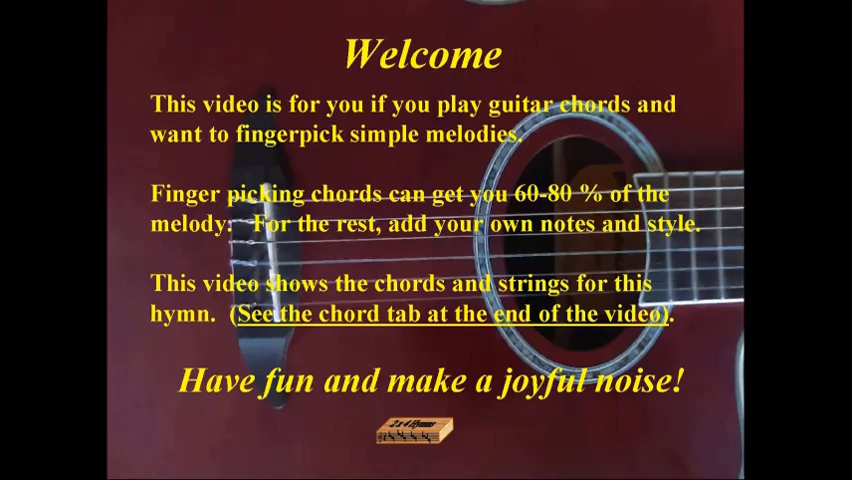 Welcome
This video is for you if you play guitar chords and
want to fingerpick simple melodies.
Finger picking chords can get you 60-80 % of the
melody. For the rest, add your own notes and style.
This video shows the chords and strings for this
hymn. (See the chord tab at the end of the video).
Have fun and make a joyful noise!
2 x 4 Hymns